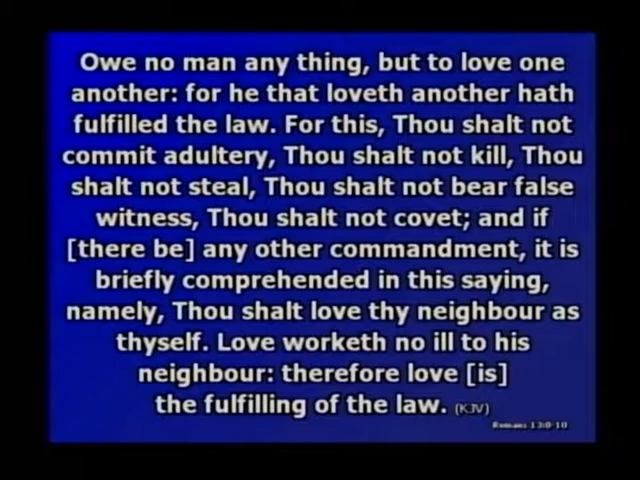 Owe no man any thing, but to love one
another: for he that loveth another hath
fulfilled the law. For this, Thou shalt not
commit adultery, Thou shalt not kill, Thou
shalt not steal, Thou shalt not bear false
witness, Thou shalt not covet; and if
[there be] any other commandment, it is
briefly comprehended in this saying,
namely, Thou shalt love thy neighbour as
thyself. Love worketh no ill to his
neighbour: therefore love [is]
the fulfilling of the law. (KJV)
Romans 13:8-10